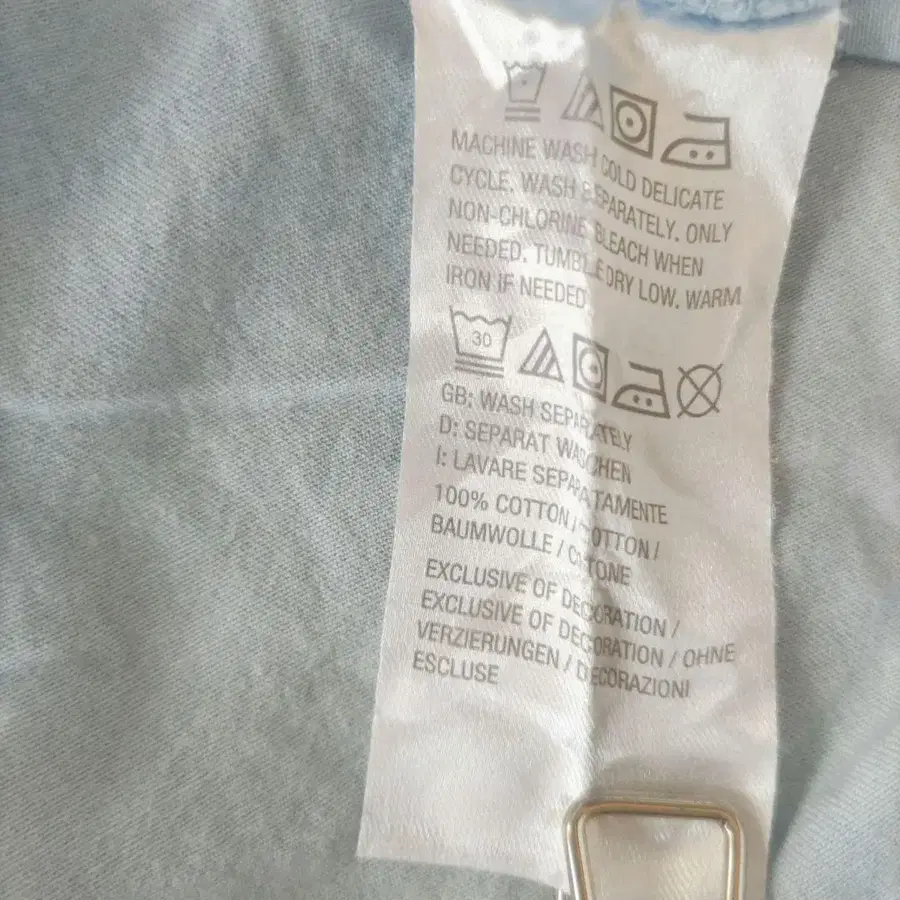 MACHINE WASH COLD DELICATE
CYCLE. WASH SEPARATELY. ONLY
NON-CHLORINE BLEACH WHEN
NEEDED. TUMBLE DRY LOW. WARM
IRON IF NEEDED
30
GB: WASH SEPARATELY
D: SEPARAT WASCHEN
I: LAVARE SEPARATAMENTE
100% COTTON / COTTON /
BAUMWOLLE / COTONE
EXCLUSIVE OF DECORATION /
EXCLUSIVE OF DECORATION / OHNE
VERZIERUNGEN / DECORAZIONI
ESCLUSE